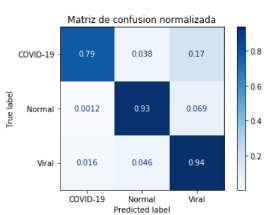 Matriz de confusion normalizada
COVID-19 0.79 0.038 0.17
Normal 0.0012 0.93 0.069
Viral 0.016 0.046 0.94
COVID-19 Normal Viral
Predicted label
True label
0.8
0.6
0.4
0.2